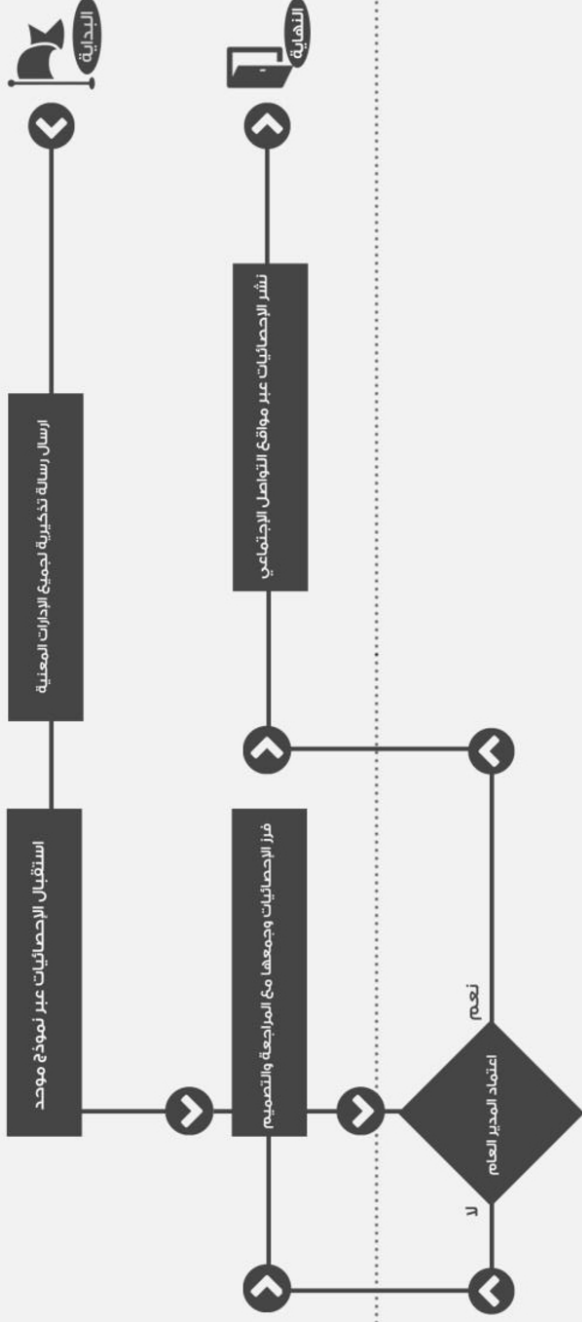 البداية
ارسال رسالة تذكيرية لجميع الإدارات المعنية
استقبال الإحصائيات عبر نموذج موحد
فرز الإحصائيات وجمعها مع المراجعة والتصميم
اعتماد المدير العام
لا
نعم
نشر الإحصائيات عبر مواقع التواصل الإجتماعي
النهاية